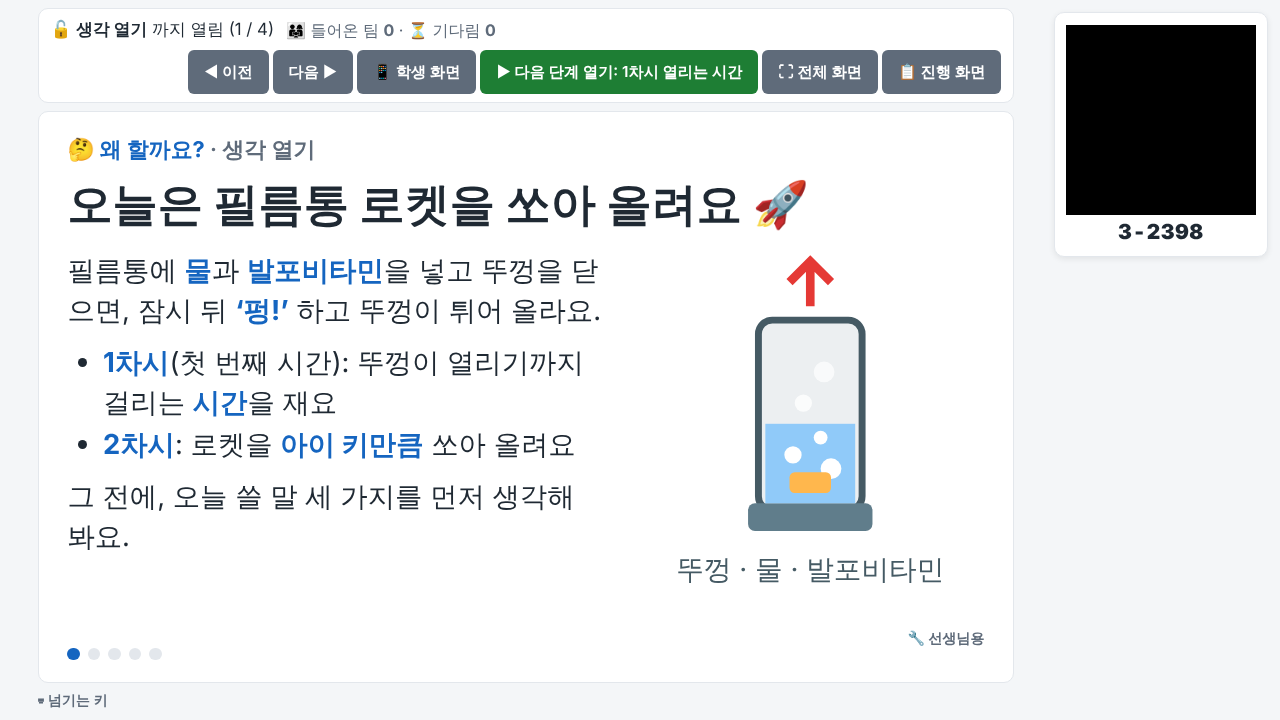 🔓 생각 열기 까지 열림 (1 / 4) 👨‍👩‍👧 들어온 팀 0 · ⏳ 기다림 0
◀ 이전 다음 ▶ 📱 학생 화면 ▶ 다음 단계 열기: 1차시 열리는 시간 ⛶ 전체 화면 📋 진행 화면
🤔 왜 할까요? · 생각 열기
오늘은 필름통 로켓을 쏘아 올려요 🚀
필름통에 물과 발포비타민을 넣고 뚜껑을 닫
으면, 잠시 뒤 ‘펑!’ 하고 뚜껑이 튀어 올라요.
• 1차시(첫 번째 시간): 뚜껑이 열리기까지
걸리는 시간을 재요
• 2차시: 로켓을 아이 키만큼 쏘아 올려요
그 전에, 오늘 쓸 말 세 가지를 먼저 생각해
봐요.
뚜껑 · 물 · 발포비타민
🔧 선생님용
넘기는 키
3-2398